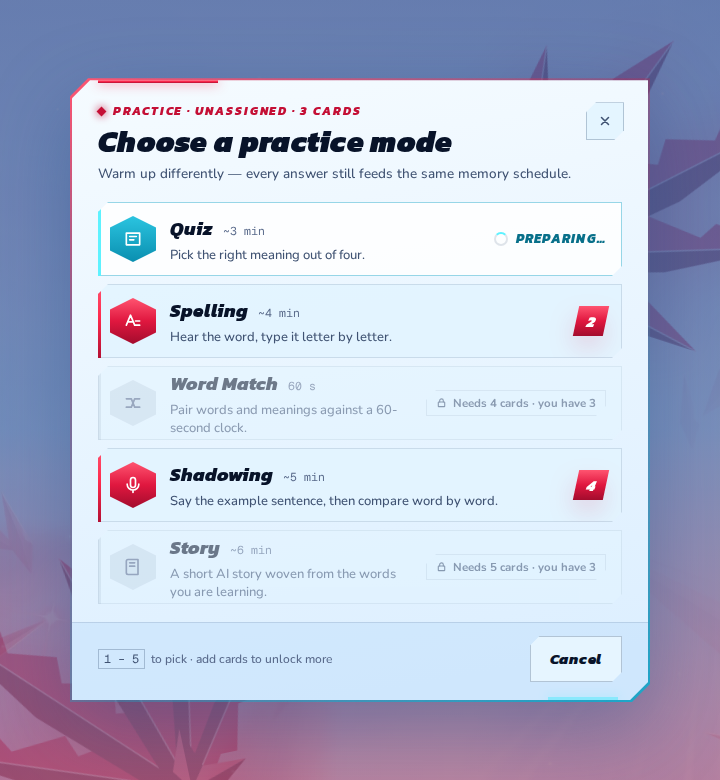 PRACTICE · UNASSIGNED · 3 CARDS
Choose a practice mode
Warm up differently — every answer still feeds the same memory schedule.
Quiz ~3 min
Pick the right meaning out of four.
PREPARING…
Spelling ~4 min
Hear the word, type it letter by letter.
2
Word Match 60 s
Pair words and meanings against a 60-
second clock.
Needs 4 cards · you have 3
Shadowing ~5 min
Say the example sentence, then compare word by word.
4
Story ~6 min
A short AI story woven from the words
you are learning.
Needs 5 cards · you have 3
1 – 5 to pick · add cards to unlock more
Cancel